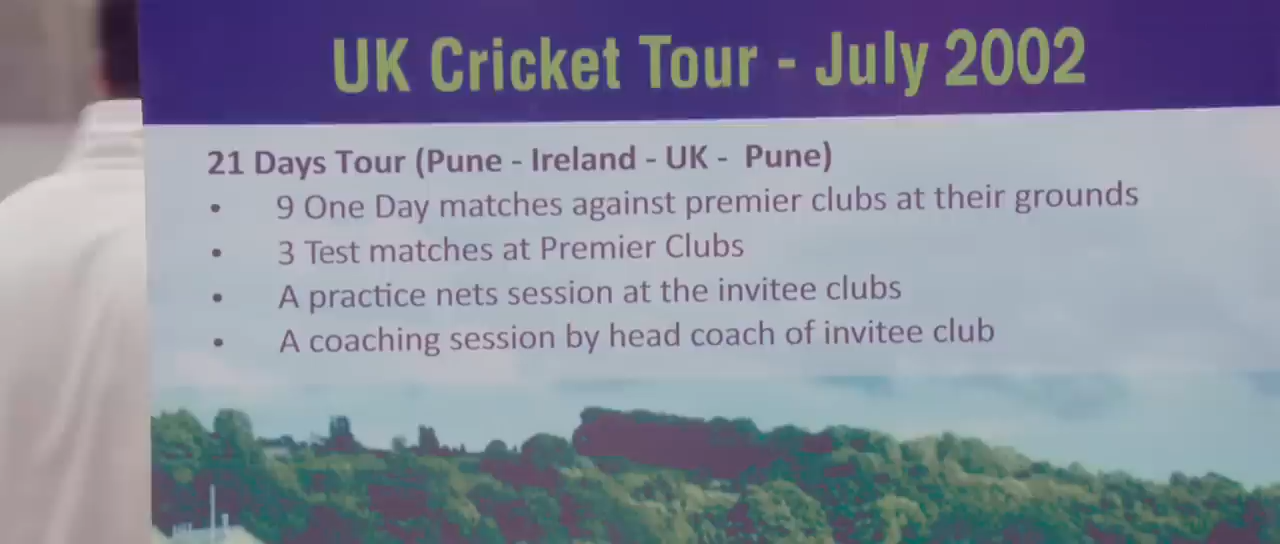 UK Cricket Tour - July 2002
21 Days Tour (Pune - Ireland - UK - Pune)
• 9 One Day matches against premier clubs at their grounds
• 3 Test matches at Premier Clubs
• A practice nets session at the invitee clubs
• A coaching session by head coach of invitee club